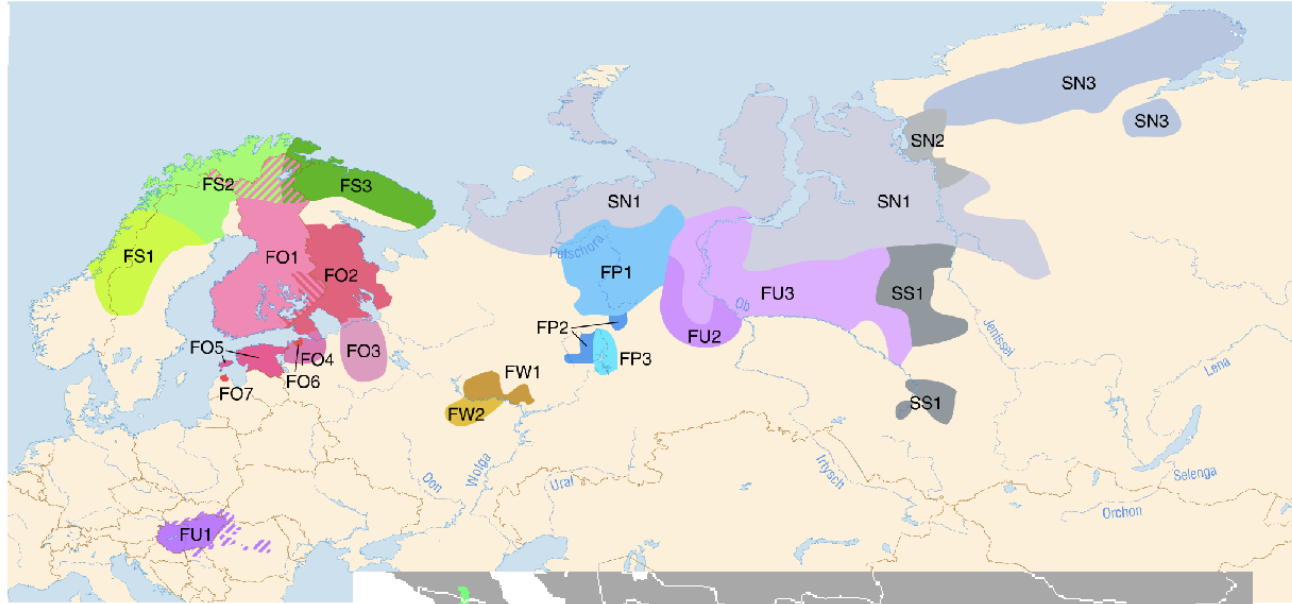 SN3
SN3
SN2
FS2
FS3
SN1
SN1
FS1
FO1
FO2
Petschora
FP1
FU3
SS1
Ob
FP2
FU2
Jenissei
FO5
FO4
FO3
FP3
FO6
FW1
Lena
FO7
FW2
SS1
Don
Wolga
Ural
Irtysch
Selenga
Orchon
FU1